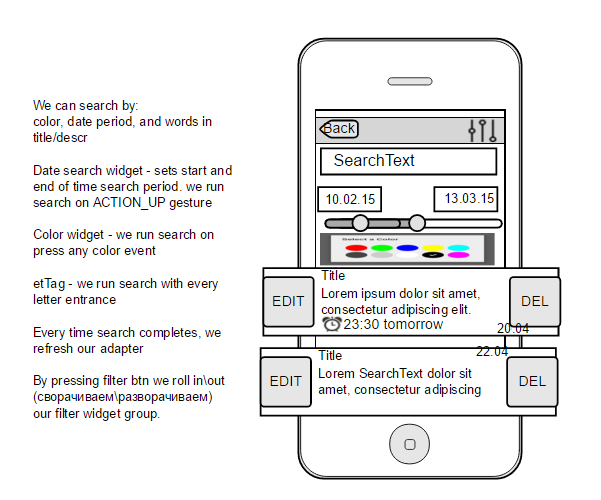 We can search by:
color, date period, and words in
title/descr
Date search widget - sets start and
end of time search period. we run
search on ACTION_UP gesture
Color widget - we run search on
press any color event
etTag - we run search with every
letter entrance
Every time search completes, we
refresh our adapter
By pressing filter btn we roll in\out
(сворачиваем\разворачиваем)
our filter widget group.
Back
SearchText
10.02.15
13.03.15
Select a Color
EDIT
Title
Lorem ipsum dolor sit amet,
consectetur adipiscing elit.
23:30 tomorrow
DEL
20.04
22.04
EDIT
Title
Lorem SearchText dolor sit
amet, consectetur adipiscing
DEL